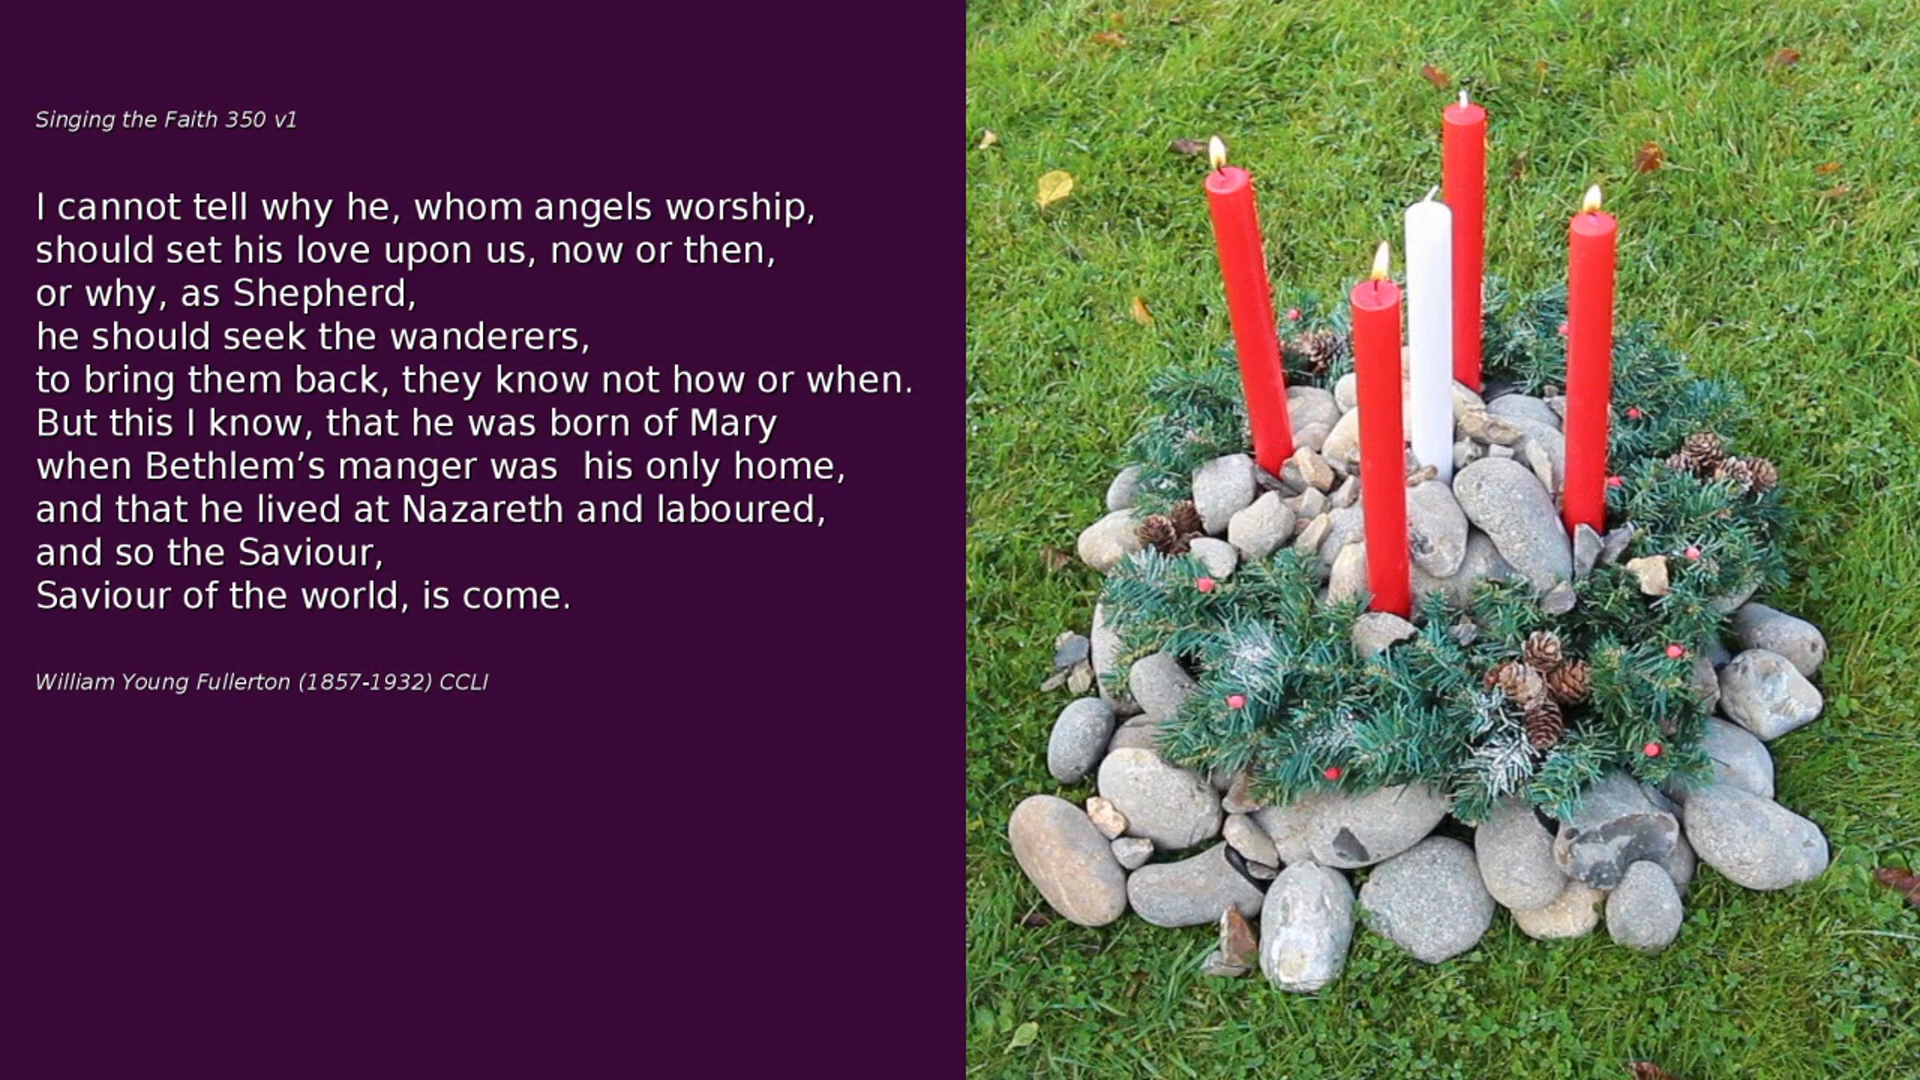 Singing the Faith 350 v1
I cannot tell why he, whom angels worship,
should set his love upon us, now or then,
or why, as Shepherd,
he should seek the wanderers,
to bring them back, they know not how or when.
But this I know, that he was born of Mary
when Bethlem’s manger was  his only home,
and that he lived at Nazareth and laboured,
and so the Saviour,
Saviour of the world, is come.
William Young Fullerton (1857-1932) CCLI